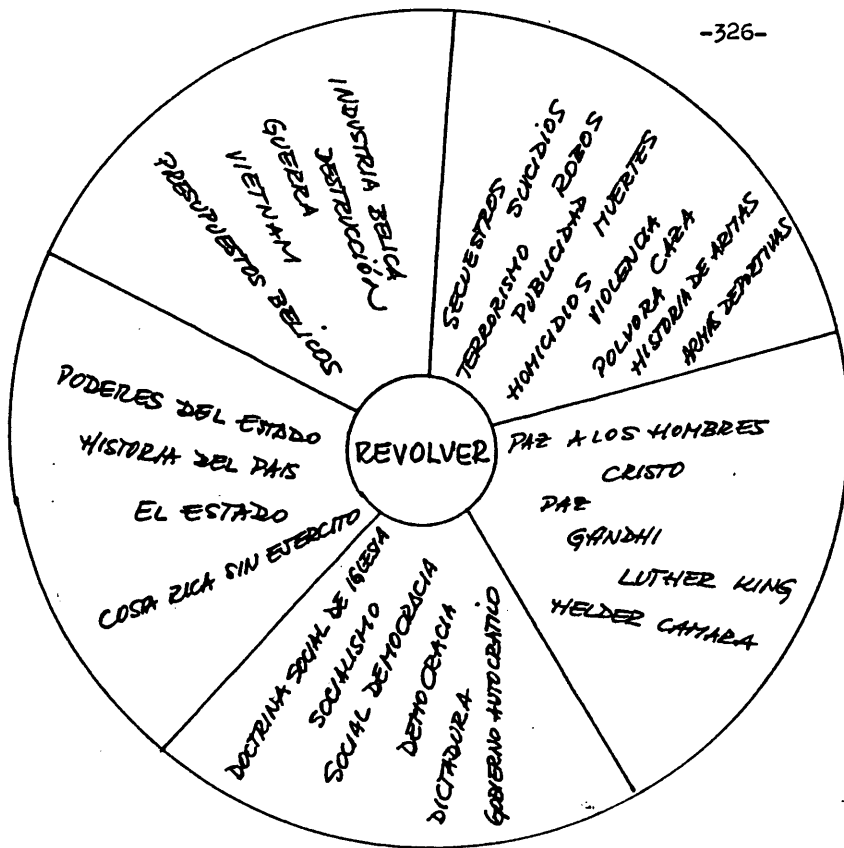 -326-
INDUSTRIA BELICA
DESTRUCCIÓN
GUERRA
VIETNAM
PRESUPUESTOS BÉLICOS
SECUESTROS
SUICIDIOS
TERRORISMO
ROBOS
PUBLICIDAD
HOMICIDIOS
MUERTES
VIOLENCIA
POLVORA
CAZA
HISTORIA DE ARMAS
ARMAS DEPORTIVAS
PODERES DEL ESTADO
HISTORIA DEL PAIS
EL ESTADO
COSTA RICA SIN EJERCITO
REVOLVER
PAZ A LOS HOMBRES
CRISTO
PAZ
GANDHI
LUTHER KING
HELDER CAMARA
DOCTRINA SOCIAL DE IGLESIA
SOCIALISMO
SOCIAL DEMOCRACIA
DEMOCRACIA
DICTADURA
GOBIERNO AUTOCRATICO